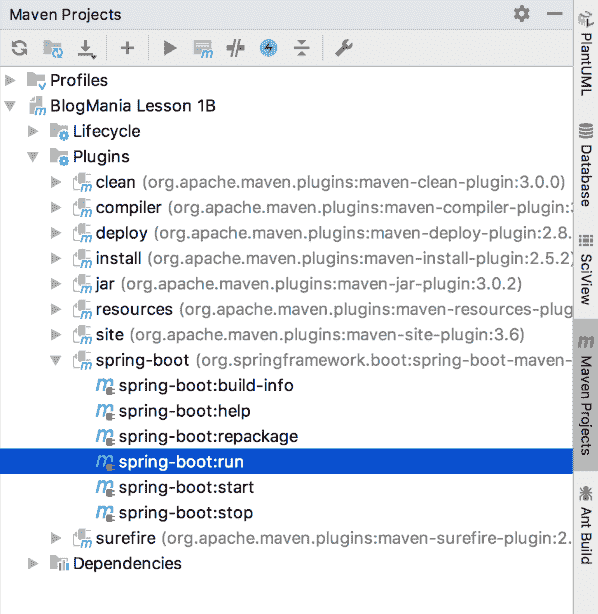 Maven Projects
Profiles
BlogMania Lesson 1B
Lifecycle
Plugins
clean (org.apache.maven.plugins:maven-clean-plugin:3.0.0)
compiler (org.apache.maven.plugins:maven-compiler-plugin:3
deploy (org.apache.maven.plugins:maven-deploy-plugin:2.8.
install (org.apache.maven.plugins:maven-install-plugin:2.5.2)
jar (org.apache.maven.plugins:maven-jar-plugin:3.0.2)
resources (org.apache.maven.plugins:maven-resources-plug
site (org.apache.maven.plugins:maven-site-plugin:3.6)
spring-boot (org.springframework.boot:spring-boot-maven-
spring-boot:build-info
spring-boot:help
spring-boot:repackage
spring-boot:run
spring-boot:start
spring-boot:stop
surefire (org.apache.maven.plugins:maven-surefire-plugin:2.
Dependencies
PlantUML
Database
SciView
Maven Projects
Ant Build